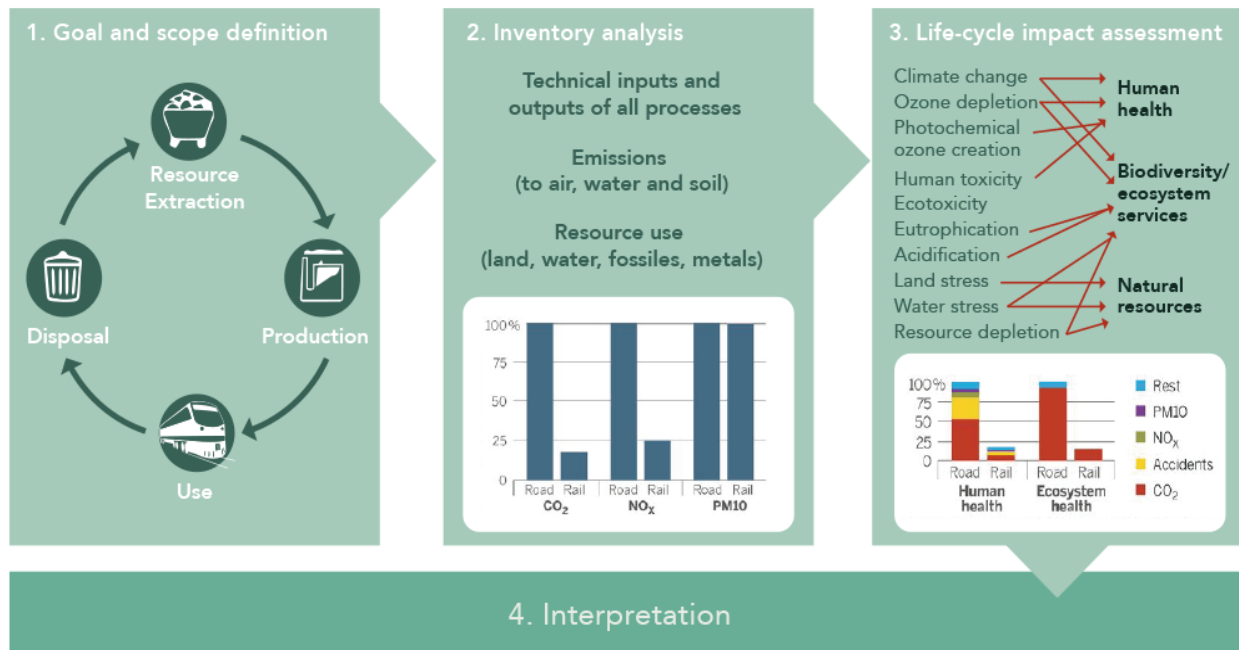 1. Goal and scope definition
Resource
Extraction
Production
Use
Disposal
2. Inventory analysis
Technical inputs and
outputs of all processes
Emissions
(to air, water and soil)
Resource use
(land, water, fossiles, metals)
100%
75
50
25
0
Road Rail Road Rail Road Rail
CO₂ NOₓ PM10
3. Life-cycle impact assessment
Climate change
Ozone depletion
Photochemical
ozone creation
Human toxicity
Ecotoxicity
Eutrophication
Acidification
Land stress
Water stress
Resource depletion
Human
health
Biodiversity/
ecosystem
services
Natural
resources
100%
75
50
25
0
Road Rail Road Rail
Human
health
Ecosystem
health
Rest
PM10
NOₓ
Accidents
CO₂
4. Interpretation